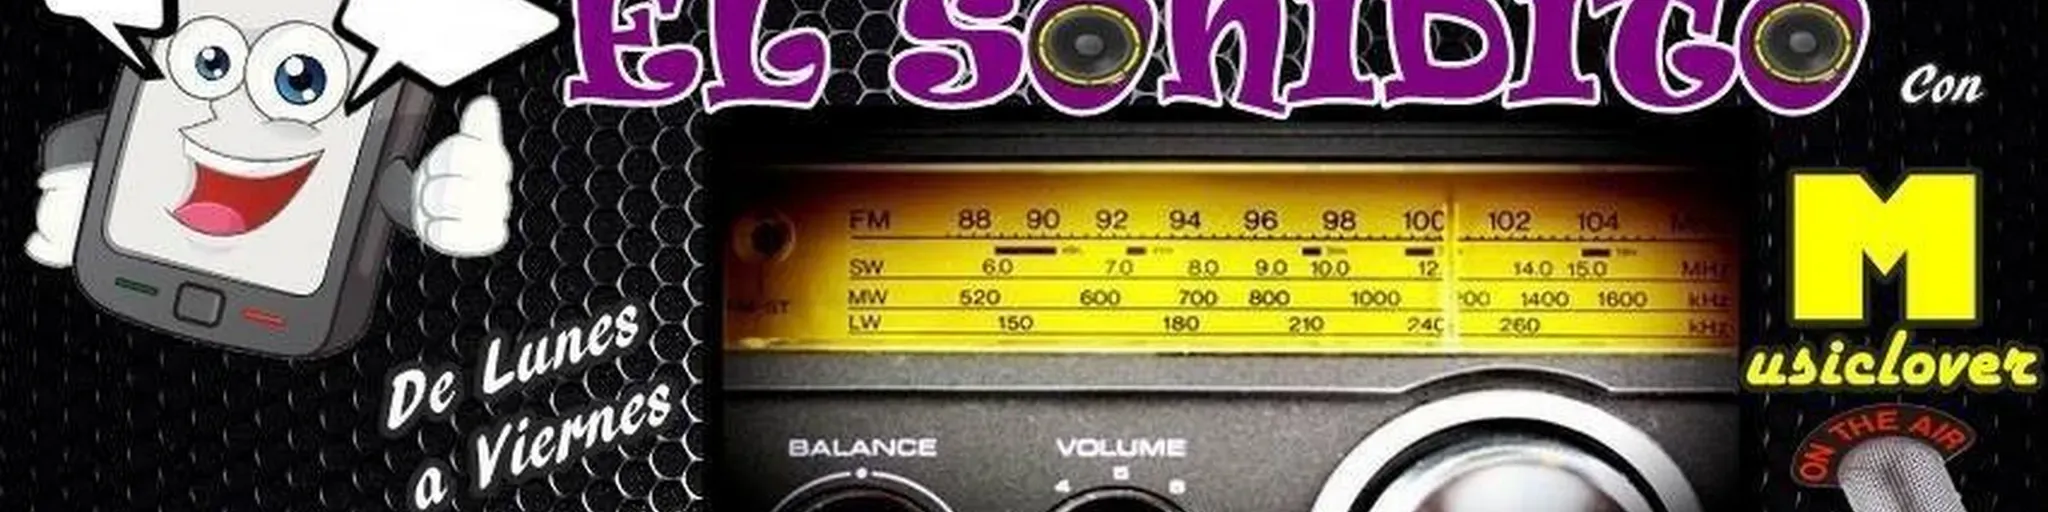 EL SONIDITO
Con
Musiclover
FM 88 90 92 94 96 98 100 102 104
SW 6.0 7.0 8.0 9.0 10.0 12. 14.0 15.0 MHz
MW 520 600 700 800 1000 1400 1600 kHz
LW 150 180 210 240 260 kHz
De Lunes
a Viernes
BALANCE VOLUME
4 5 6
ON THE AIR